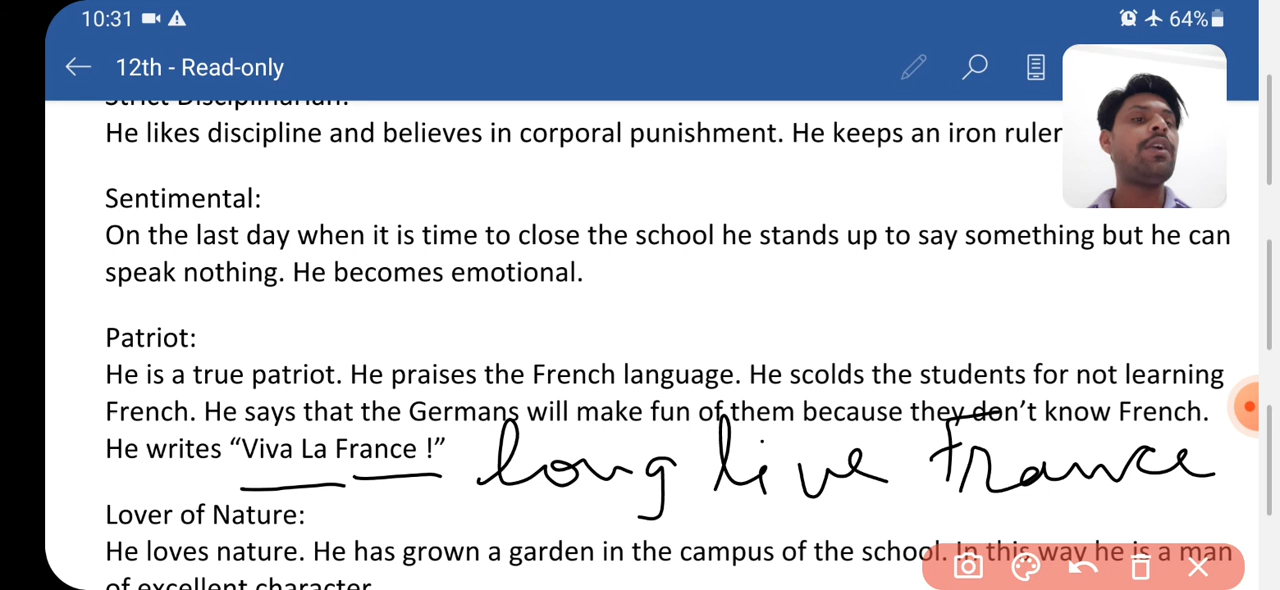 10:31 64%
12th - Read-only
Strict Disciplinarian:
He likes discipline and believes in corporal punishment. He keeps an iron ruler
Sentimental:
On the last day when it is time to close the school he stands up to say something but he can
speak nothing. He becomes emotional.
Patriot:
He is a true patriot. He praises the French language. He scolds the students for not learning
French. He says that the Germans will make fun of them because they don't know French.
He writes “Viva La France !” long live France
Lover of Nature:
He loves nature. He has grown a garden in the campus of the school. In this way he is a man
of excellent character